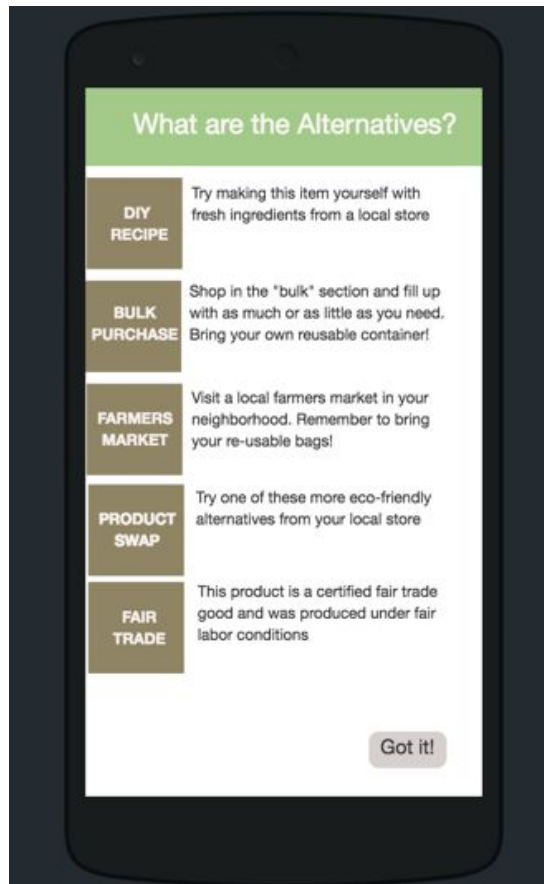 What are the Alternatives?
DIY
RECIPE
Try making this item yourself with
fresh ingredients from a local store
BULK
PURCHASE
Shop in the "bulk" section and fill up
with as much or as little as you need.
Bring your own reusable container!
FARMERS
MARKET
Visit a local farmers market in your
neighborhood. Remember to bring
your re-usable bags!
PRODUCT
SWAP
Try one of these more eco-friendly
alternatives from your local store
FAIR
TRADE
This product is a certified fair trade
good and was produced under fair
labor conditions
Got it!